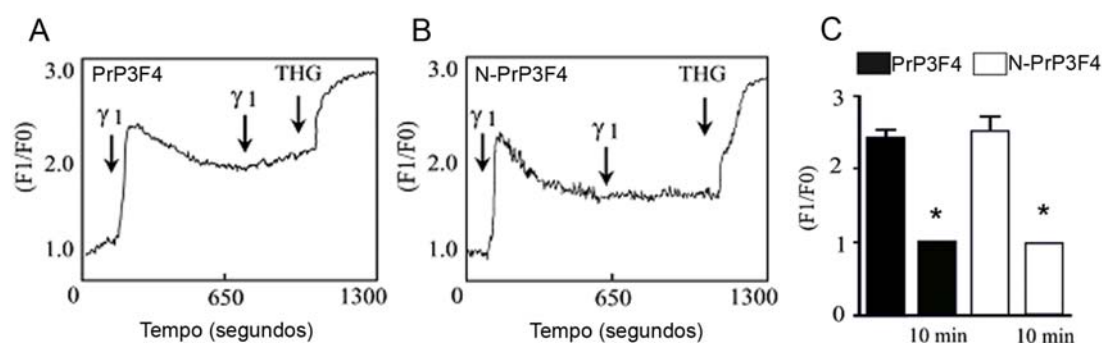 A
PrP3F4
3.0
2.0
1.0
(F1/F0)
γ1
γ1
THG
0
650
1300
Tempo (segundos)
B
N-PrP3F4
3.0
2.0
1.0
(F1/F0)
γ1
γ1
THG
0
650
1300
Tempo (segundos)
C
PrP3F4 N-PrP3F4
3
2
1
0
(F1/F0)
* *
10 min 10 min